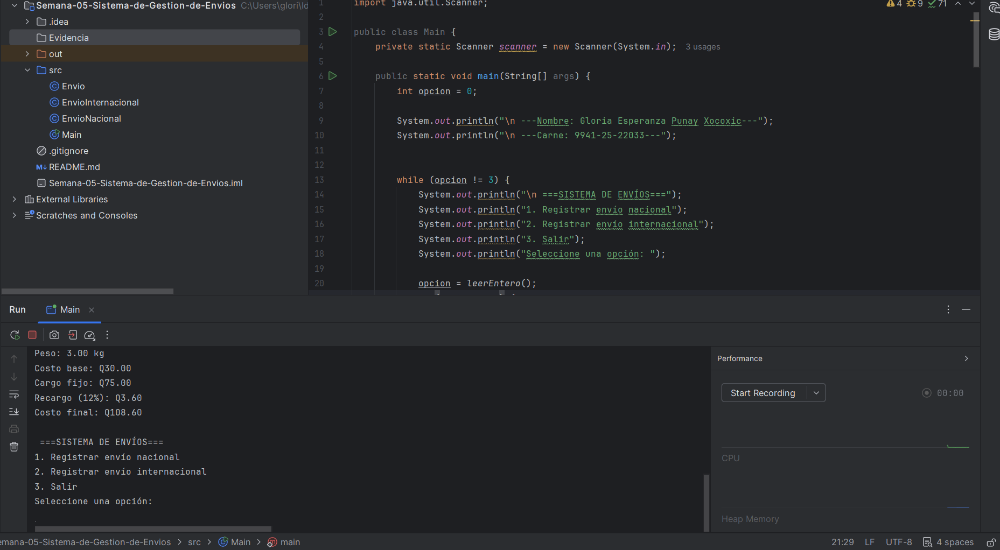 Semana-05-Sistema-de-Gestion-de-Envios C:\Users\glori\Id
.idea
Evidencia
out
src
Envio
EnvioInternacional
EnvioNacional
Main
.gitignore
M↓ README.md
Semana-05-Sistema-de-Gestion-de-Envios.iml
External Libraries
Scratches and Consoles
4 9 71
1 import java.util.Scanner;
2
3 public class Main {
4 private static Scanner scanner = new Scanner(System.in); 3 usages
5
6 public static void main(String[] args) {
7 int opcion = 0;
8
9 System.out.println("\n ---Nombre: Gloria Esperanza Punay Xocoxic---");
10 System.out.println("\n ---Carne: 9941-25-22033---");
11
12
13 while (opcion != 3) {
14 System.out.println("\n ===SISTEMA DE ENVÍOS===");
15 System.out.println("1. Registrar envío nacional");
16 System.out.println("2. Registrar envío internacional");
17 System.out.println("3. Salir");
18 System.out.println("Seleccione una opción: ");
19
20 opcion = leerEntero();
Run Main
Peso: 3.00 kg
Costo base: Q30.00
Cargo fijo: Q75.00
Recargo (12%): Q3.60
Costo final: Q108.60
===SISTEMA DE ENVÍOS===
1. Registrar envío nacional
2. Registrar envío internacional
3. Salir
Seleccione una opción:
Performance
Start Recording 00:00
CPU
Heap Memory
emana-05-Sistema-de-Gestion-de-Envios > src > Main > main
21:29 LF UTF-8 4 spaces